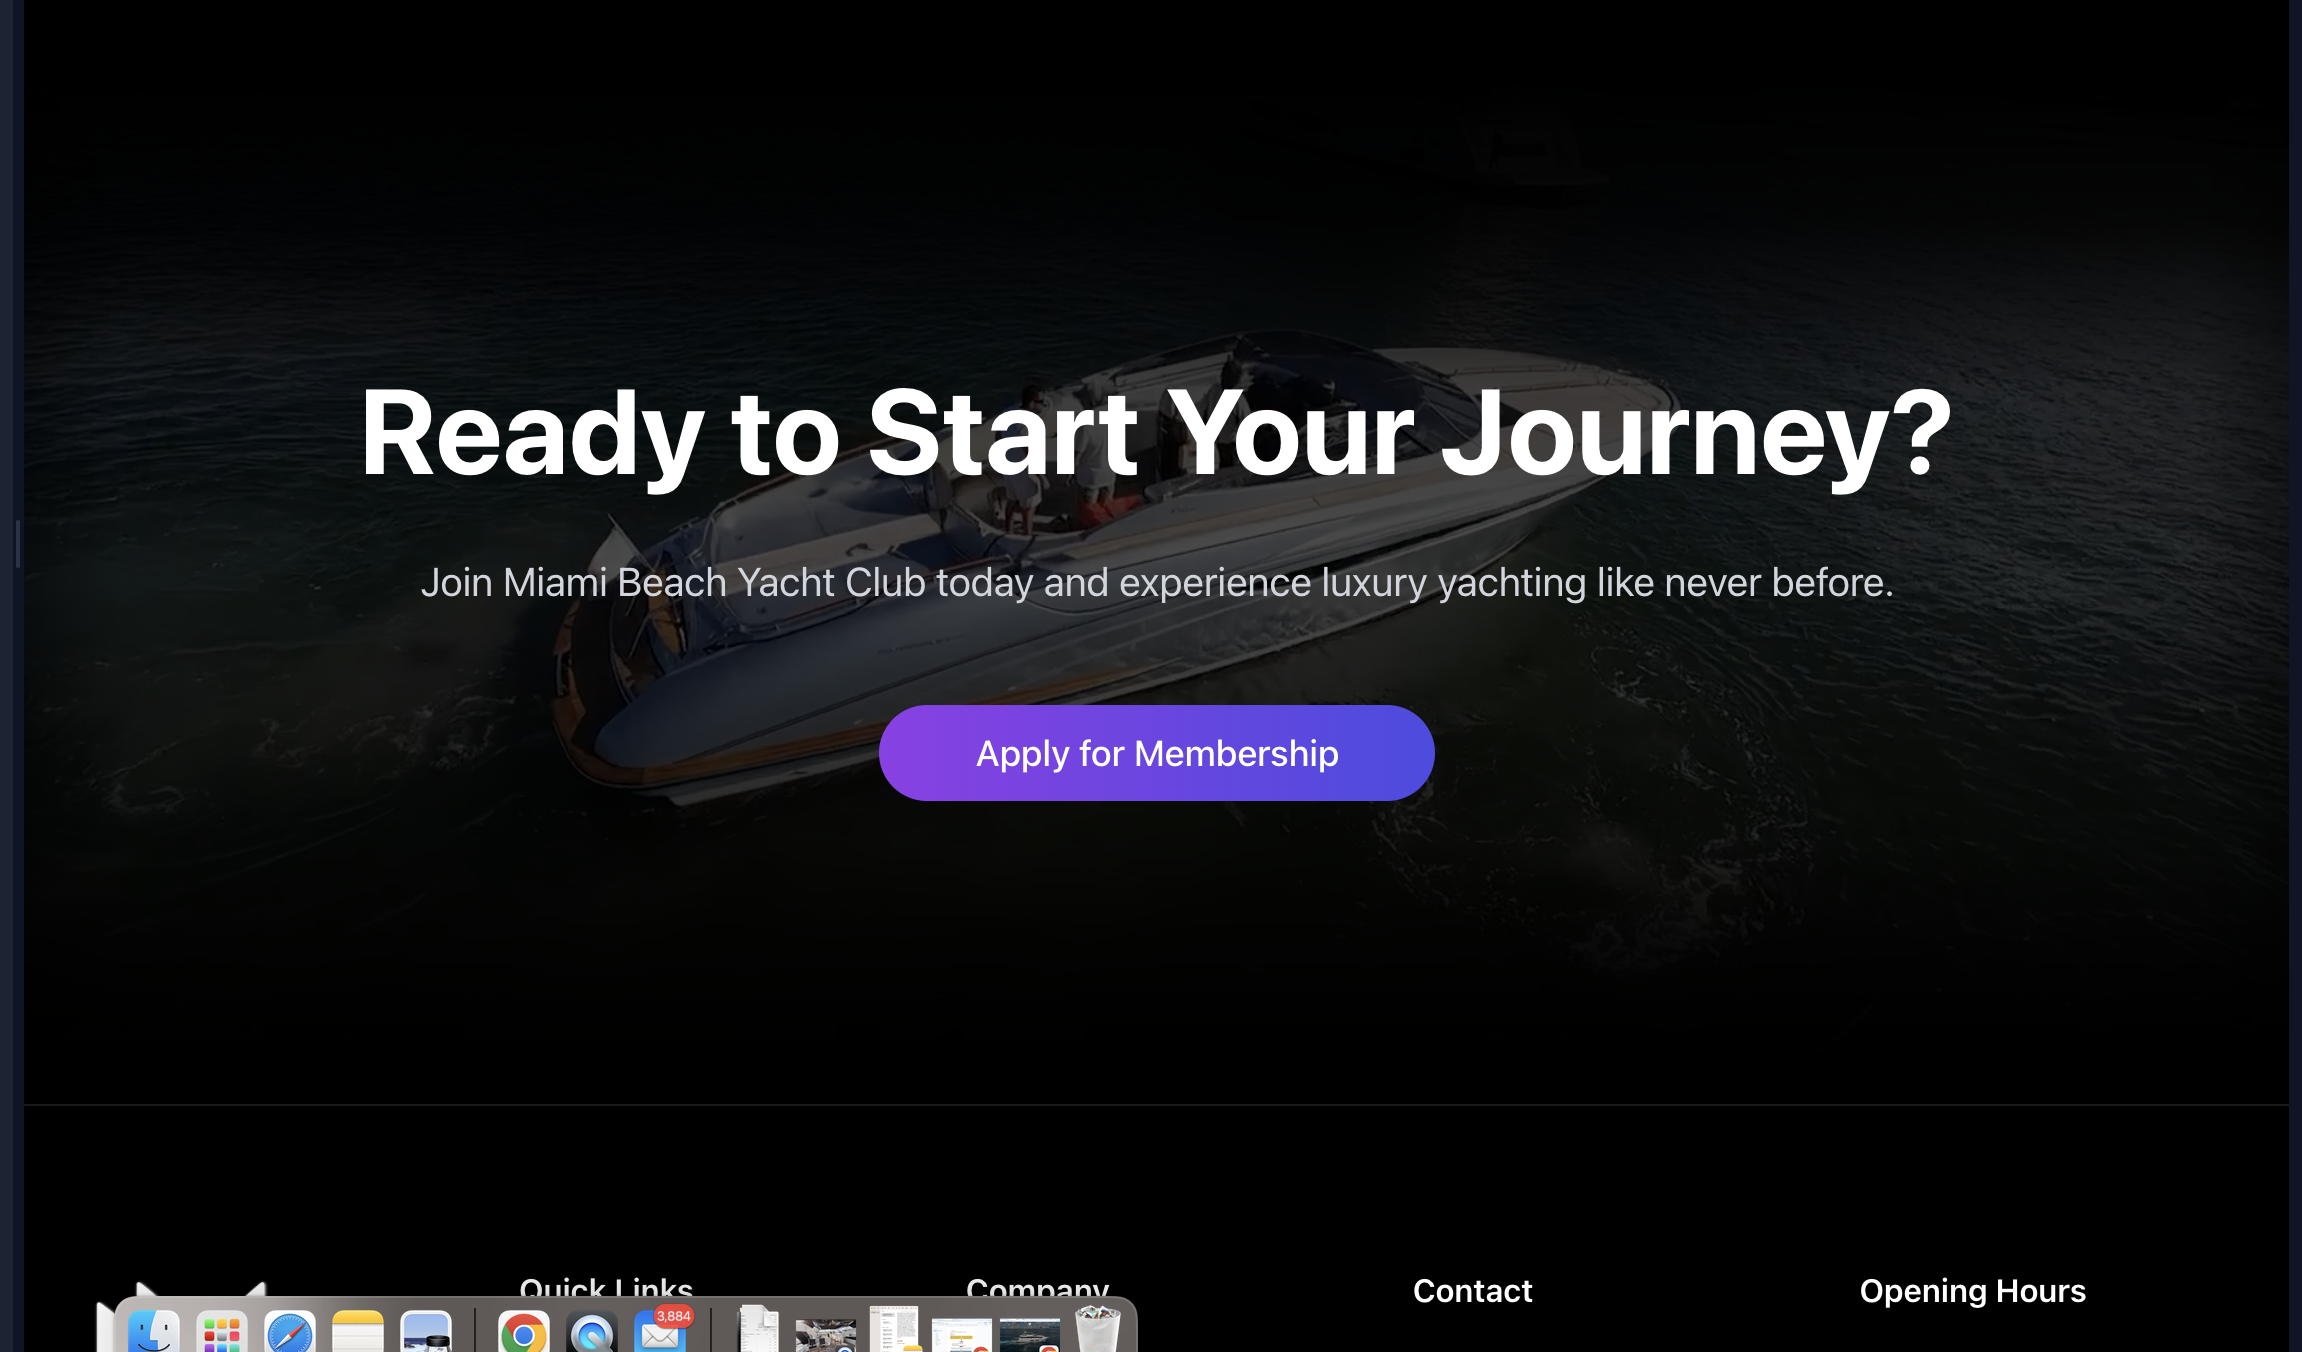 Ready to Start Your Journey?
Join Miami Beach Yacht Club today and experience luxury yachting like never before.
Apply for Membership
Quick Links
Company
Contact
Opening Hours
3,884